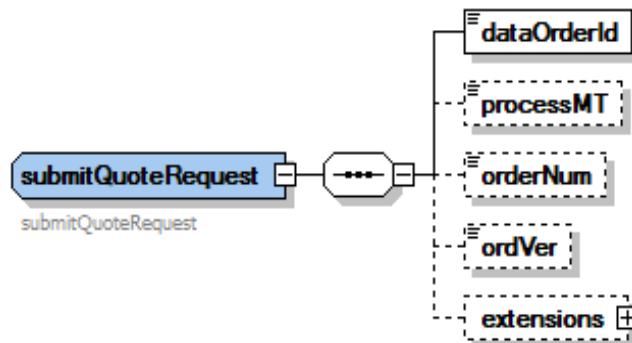 dataOrderId
processMT
orderNum
submitQuoteRequest
submitQuoteRequest
ordVer
extensions